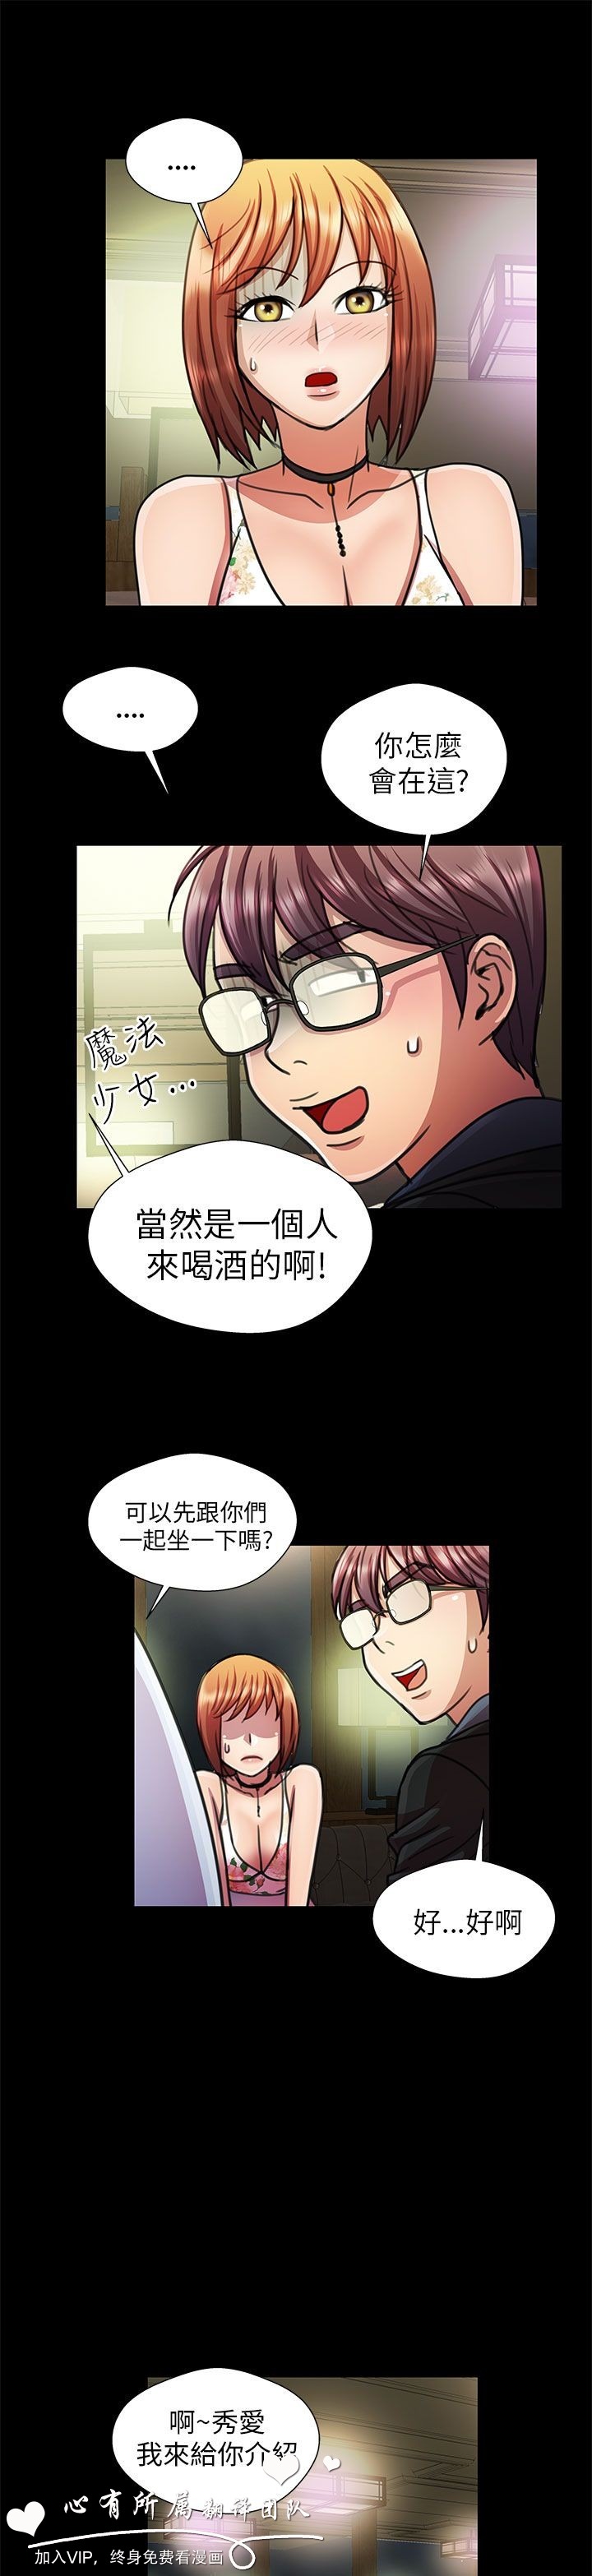 ....
....
你怎麼
會在這?
魔法
少女...
當然是一個人
來喝酒的啊!
可以先跟你們
一起坐一下嗎?
好...好啊
啊~秀愛
我來給你介紹
心有所属翻译团队
加入VIP，终身免费看漫画